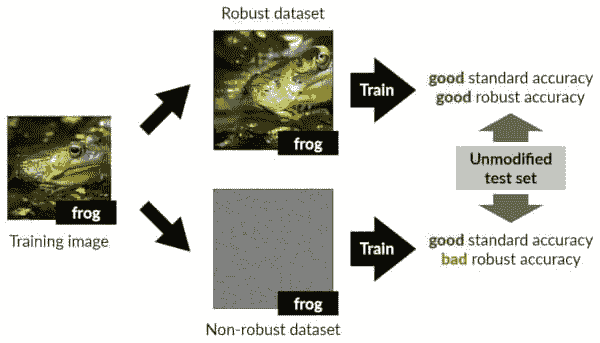 Robust dataset
frog
Train
good standard accuracy
good robust accuracy
frog
Training image
Unmodified
test set
frog
Train
good standard accuracy
bad robust accuracy
Non-robust dataset